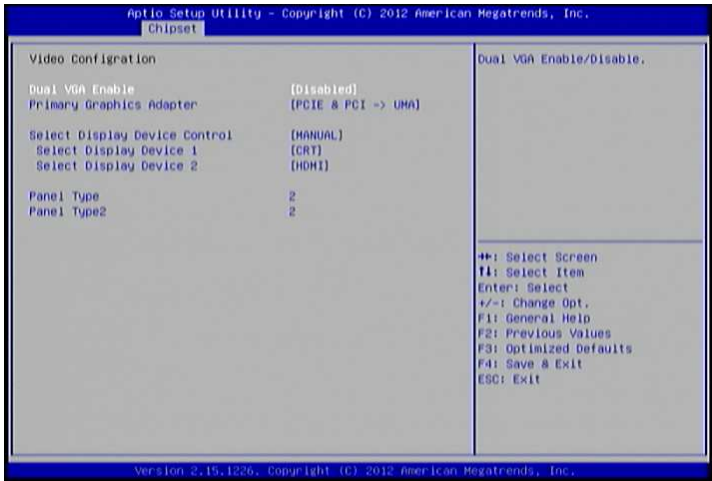 Aptio Setup Utility – Copyright (C) 2012 American Megatrends, Inc.
Chipset
Video Configration
Dual VGA Enable [Disabled]
Primary Graphics Adapter [PCIE & PCI -> UMA]
Select Display Device Control [MANUAL]
Select Display Device 1 [CRT]
Select Display Device 2 [HDMI]
Panel Type 2
Panel Type2 2
Dual VGA Enable/Disable.
→←: Select Screen
↑↓: Select Item
Enter: Select
+/-: Change Opt.
F1: General Help
F2: Previous Values
F3: Optimized Defaults
F4: Save & Exit
ESC: Exit
Version 2.15.1226. Copyright (C) 2012 American Megatrends, Inc.